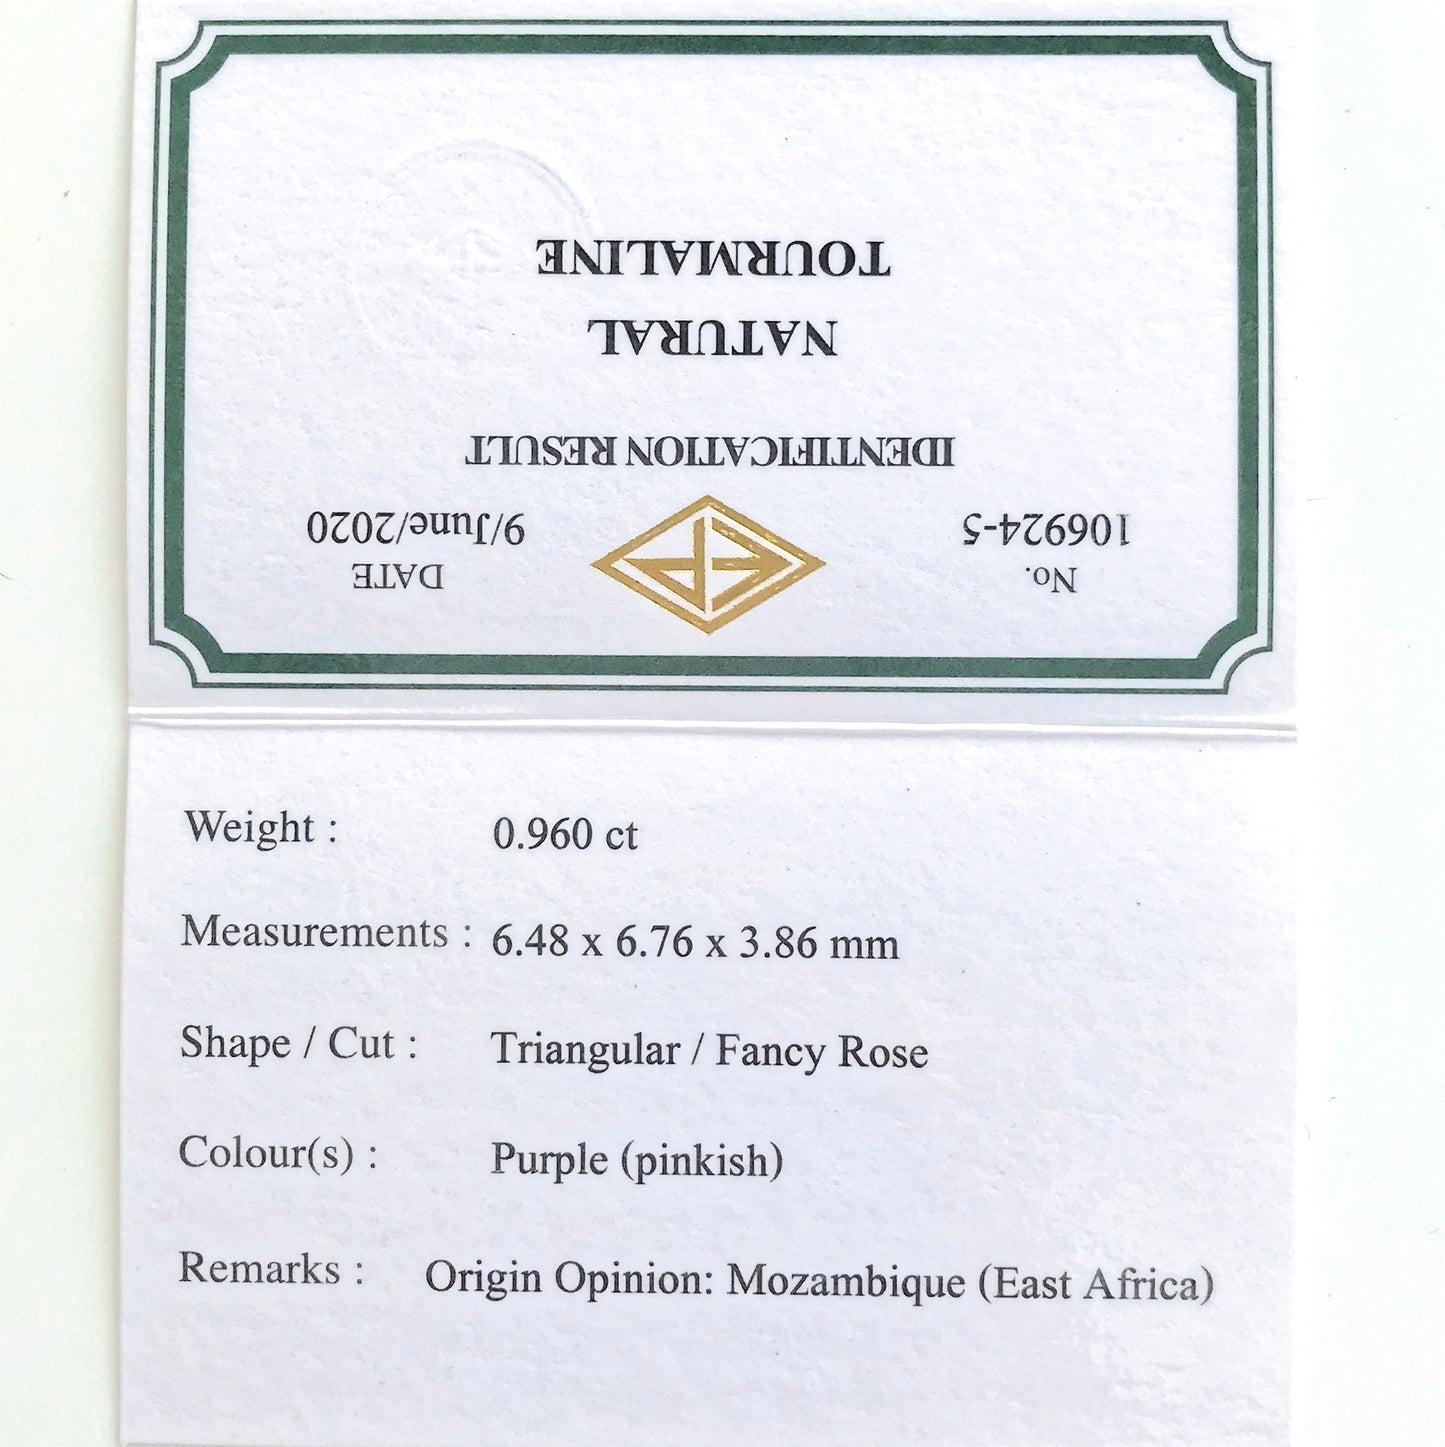 No.
106924-5
DATE
9/June/2020
IDENTIFICATION RESULT
NATURAL
TOURMALINE
Weight : 0.960 ct
Measurements : 6.48 x 6.76 x 3.86 mm
Shape / Cut : Triangular / Fancy Rose
Colour(s) : Purple (pinkish)
Remarks : Origin Opinion: Mozambique (East Africa)